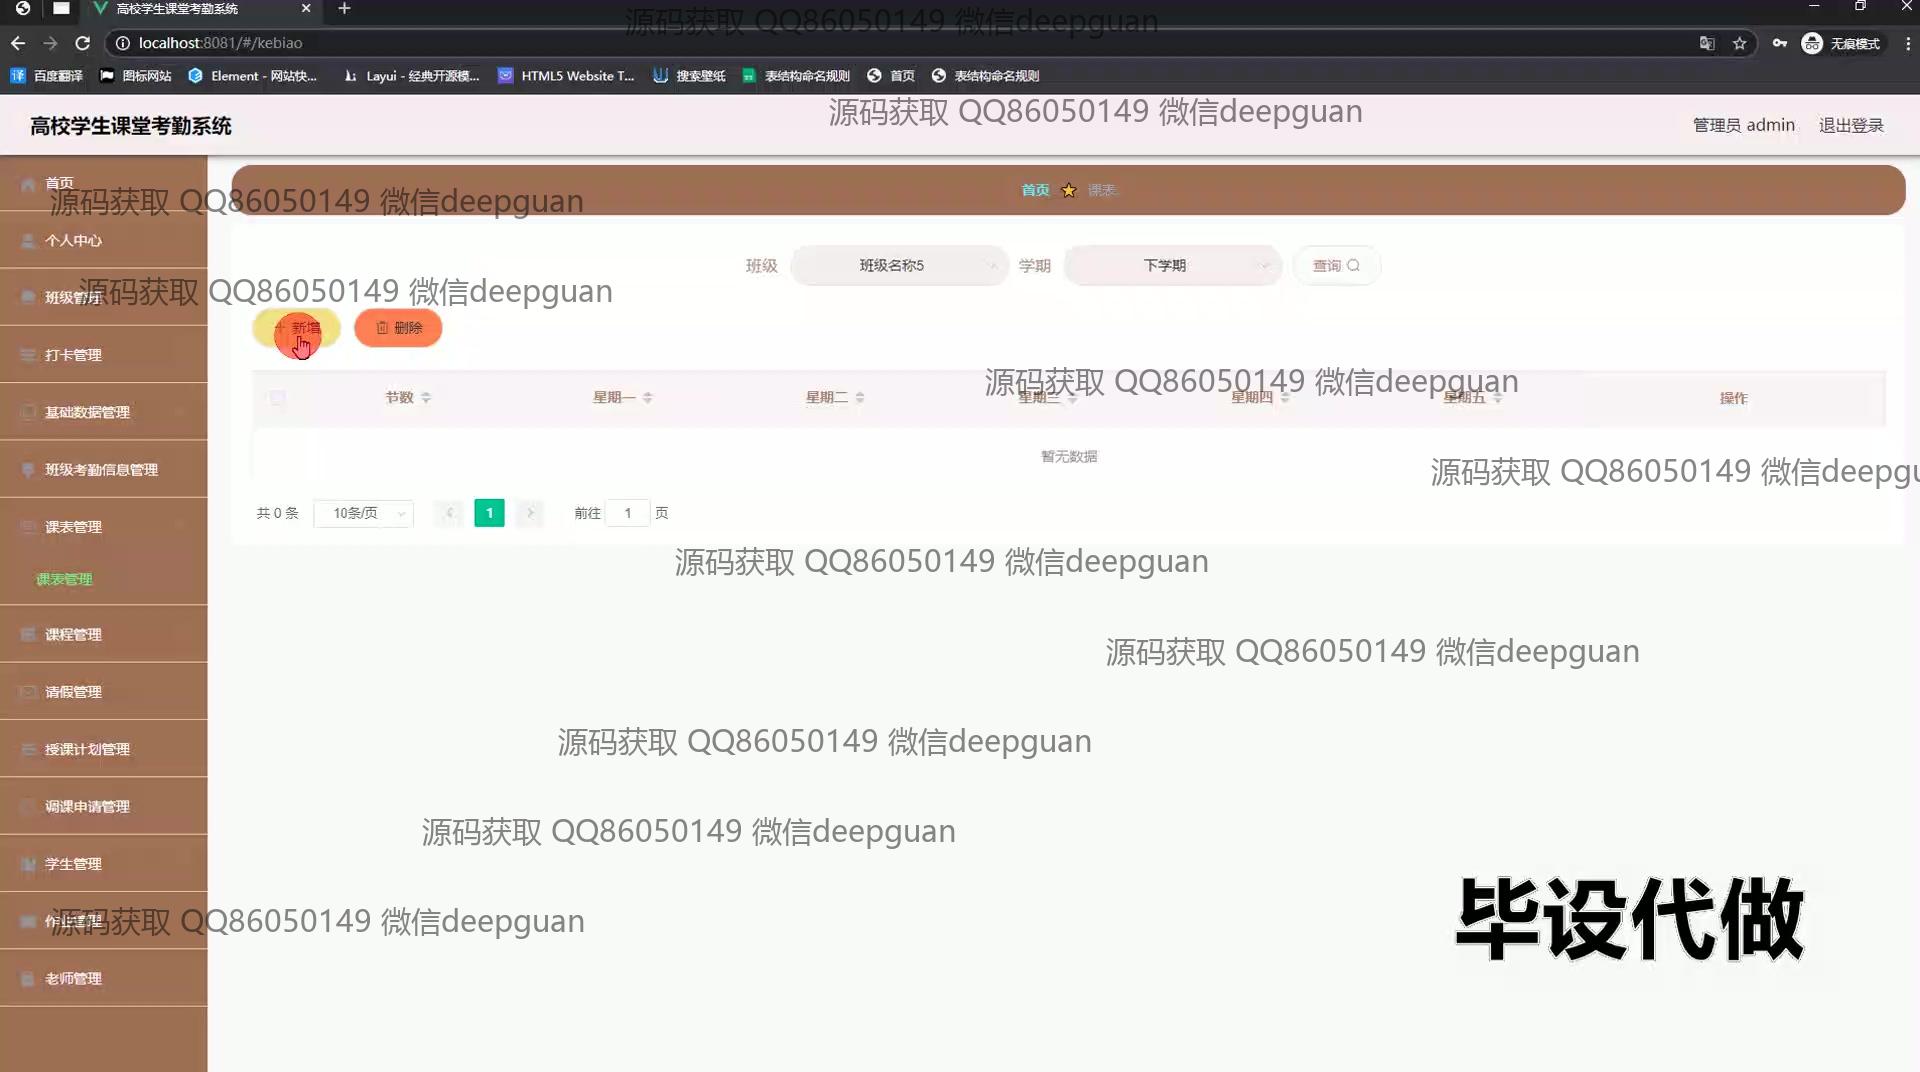 高校学生课堂考勤系统
源码获取 QQ86050149 微信deepguan
localhost:8081/#/kebiao
无痕模式
百度翻译 图标网站 Element - 网站快... Layui - 经典开源模... HTML5 Website T... 搜索壁纸 表结构命名规则 首页 表结构命名规则
高校学生课堂考勤系统
源码获取 QQ86050149 微信deepguan
管理员 admin 退出登录
首页
源码获取 QQ86050149 微信deepguan
首页 课表
个人中心
班级 班级名称5 学期 下学期 查询
班级管理
源码获取 QQ86050149 微信deepguan
新增 删除
打卡管理
源码获取 QQ86050149 微信deepguan
节数 星期一 星期二 星期三 星期四 星期五 操作
基础数据管理
暂无数据
班级考勤信息管理
源码获取 QQ86050149 微信deepgu
共 0 条 10条/页 1 前往 1 页
课表管理
源码获取 QQ86050149 微信deepguan
课表管理
课程管理
源码获取 QQ86050149 微信deepguan
请假管理
授课计划管理
源码获取 QQ86050149 微信deepguan
调课申请管理
源码获取 QQ86050149 微信deepguan
学生管理
作业管理
源码获取 QQ86050149 微信deepguan
毕设代做
老师管理